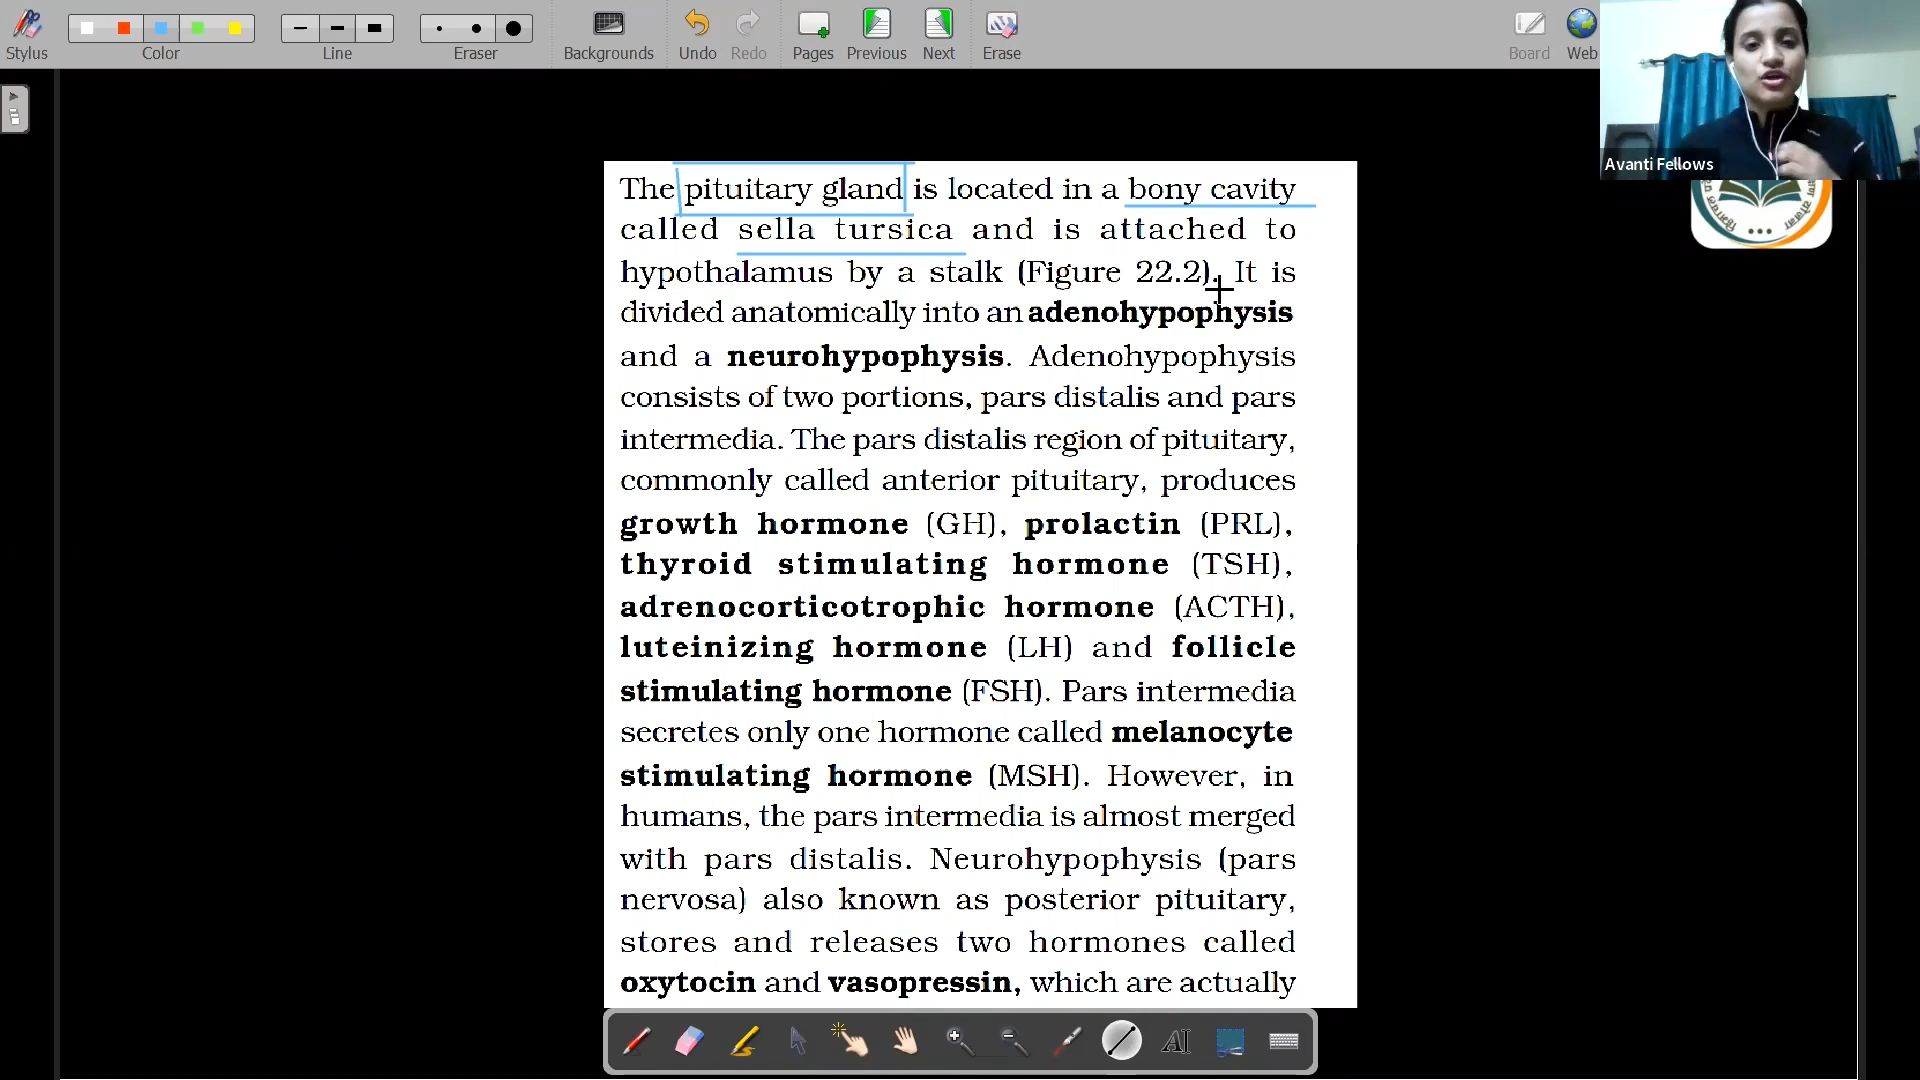 Stylus
Color
Line
Eraser
Backgrounds
Undo
Redo
Pages
Previous
Next
Erase
Board
Web
Avanti Fellows
The pituitary gland is located in a bony cavity
called sella tursica and is attached to
hypothalamus by a stalk (Figure 22.2). It is
divided anatomically into an adenohypophysis
and a neurohypophysis. Adenohypophysis
consists of two portions, pars distalis and pars
intermedia. The pars distalis region of pituitary,
commonly called anterior pituitary, produces
growth hormone (GH), prolactin (PRL),
thyroid stimulating hormone (TSH),
adrenocorticotrophic hormone (ACTH),
luteinizing hormone (LH) and follicle
stimulating hormone (FSH). Pars intermedia
secretes only one hormone called melanocyte
stimulating hormone (MSH). However, in
humans, the pars intermedia is almost merged
with pars distalis. Neurohypophysis (pars
nervosa) also known as posterior pituitary,
stores and releases two hormones called
oxytocin and vasopressin, which are actually
AI